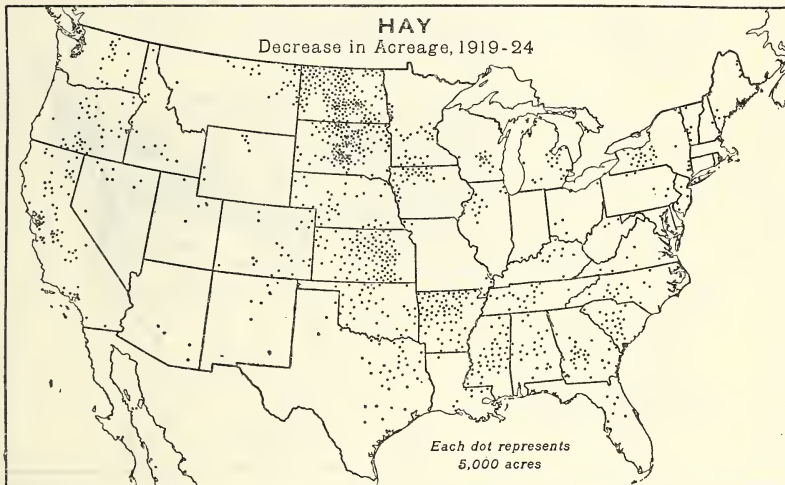 HAY
Decrease in Acreage, 1919-24
Each dot represents
5,000 acres